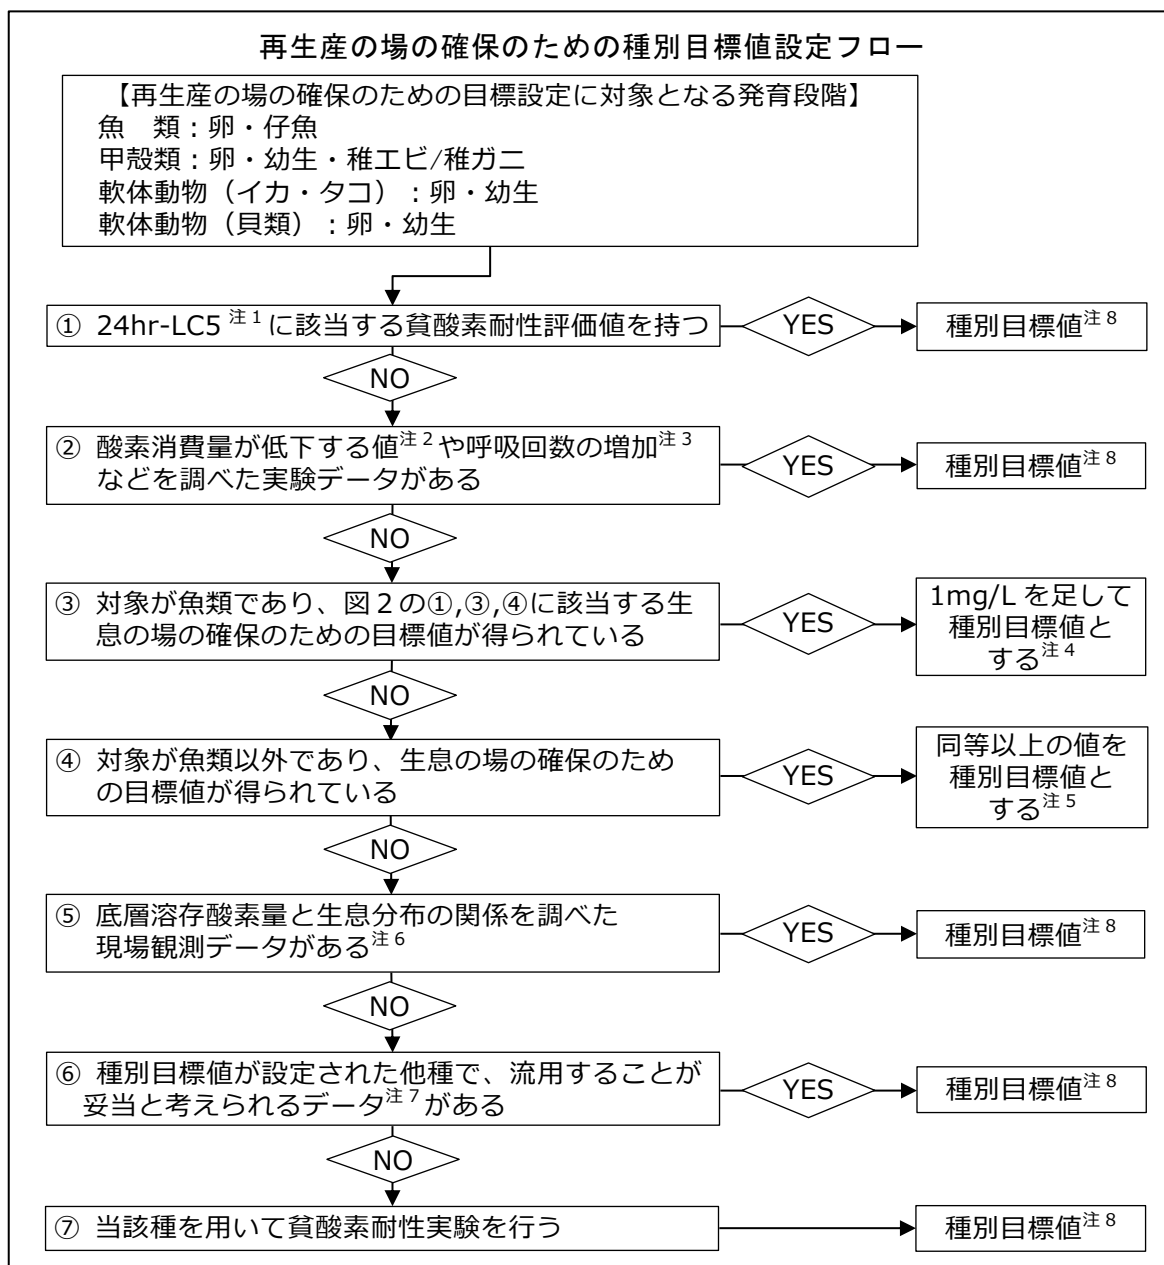 再生産の場の確保のための種別目標値設定フロー
【再生産の場の確保のための目標設定に対象となる発育段階】
魚　類：卵・仔魚
甲殻類：卵・幼生・稚エビ/稚ガニ
軟体動物（イカ・タコ）：卵・幼生
軟体動物（貝類）：卵・幼生
① 24hr-LC5 注1 に該当する貧酸素耐性評価値を持つ
YES
種別目標値注8
NO
② 酸素消費量が低下する値注2や呼吸回数の増加注3
などを調べた実験データがある
YES
種別目標値注8
NO
③ 対象が魚類であり、図２の①,③,④に該当する生
息の場の確保のための目標値が得られている
YES
1mg/L を足して
種別目標値と
する注4
NO
④ 対象が魚類以外であり、生息の場の確保のため
の目標値が得られている
YES
同等以上の値を
種別目標値と
する注5
NO
⑤ 底層溶存酸素量と生息分布の関係を調べた
現場観測データがある注6
YES
種別目標値注8
NO
⑥ 種別目標値が設定された他種で、流用することが
妥当と考えられるデータ注7がある
YES
種別目標値注8
NO
⑦ 当該種を用いて貧酸素耐性実験を行う
種別目標値注8